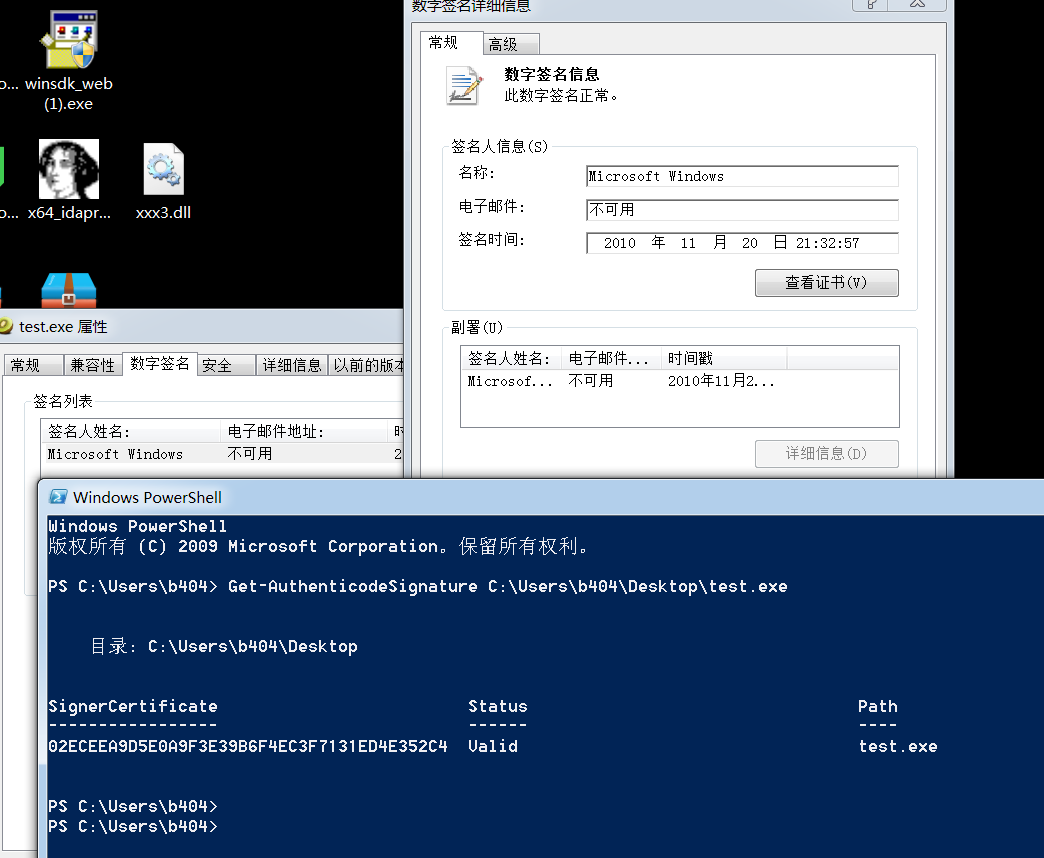 数字签名详细信息
常规
高级
数字签名信息
此数字签名正常。
签名人信息(S)
名称:
Microsoft Windows
电子邮件:
不可用
签名时间:
2010 年 11 月 20 日 21:32:57
查看证书(V)
副署(U)
签名人姓名: 电子邮件... 时间戳
Microsof... 不可用 2010年11月2...
详细信息(D)
winsdk_web
(1).exe
o... x64_idapr... xxx3.dll
test.exe 属性
常规 兼容性 数字签名 安全 详细信息 以前的版本
签名列表
签名人姓名: 电子邮件地址:
Microsoft Windows 不可用 2
Windows PowerShell
Windows PowerShell
版权所有 (C) 2009 Microsoft Corporation。保留所有权利。
PS C:\Users\b404> Get-AuthenticodeSignature C:\Users\b404\Desktop\test.exe
目录: C:\Users\b404\Desktop
SignerCertificate Status Path
----------------- ------ ----
02ECEEA9D5E0A9F3E39B6F4EC3F7131ED4E352C4 Valid test.exe
PS C:\Users\b404>
PS C:\Users\b404>